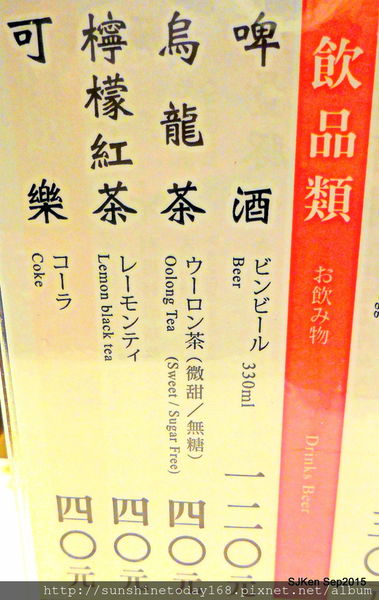 飲品類 お飲み物 Drinks Beer
啤酒 ビンビール 330ml 一二〇元
Beer
烏龍茶 ウーロン茶(微甜/無糖) 四〇元
Oolong Tea (Sweet / Sugar Free)
檸檬紅茶 レーモンティ 四〇元
Lemon black tea
可樂 コーラ 四〇元
Coke
SJKen Sep2015
http://sunshinetoday168.pixnet.net/album